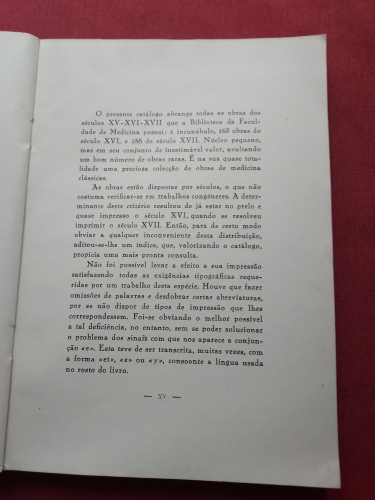 O presente catálogo abrange todas as obras dos
séculos XV-XVI-XVII que a Biblioteca da Facul-
dade de Medicina possui: 1 incunábulo, 165 obras do
século XVI, e 188 do século XVII. Núcleo pequeno,
mas em seu conjunto de inestimável valor, avultando
um bom número de obras raras. É na sua quase tota-
lidade uma preciosa colecção de obras de medicina
clássicas.
As obras estão dispostas por séculos, o que não
costuma verificar-se em trabalhos congéneres. A de-
terminante deste critério resultou de já estar no prelo e
quase impresso o século XVI, quando se resolveu
imprimir o século XVII. Então, para de certo modo
obviar a qualquer inconveniente desta distribuição,
aditou-se-lhe um índice, que, valorizando o catálogo,
propicia uma mais pronta consulta.
Não foi possível levar a efeito a sua impressão
satisfazendo todas as exigências tipográficas reque-
ridas por um trabalho desta espécie. Houve que fazer
omissões de palavras e desdobrar certas abreviaturas,
por se não dispor de tipos de impressão que lhes
correspondessem. Foi-se obviando o melhor possível
a tal deficiência, no entanto, sem se poder solucionar
o problema dos sinais com que nos aparece a conjun-
ção «e». Esta teve de ser transcrita, muitas vezes, com
a forma «et», «e» ou «y», consoante a língua usada
no rosto do livro.
— XV —